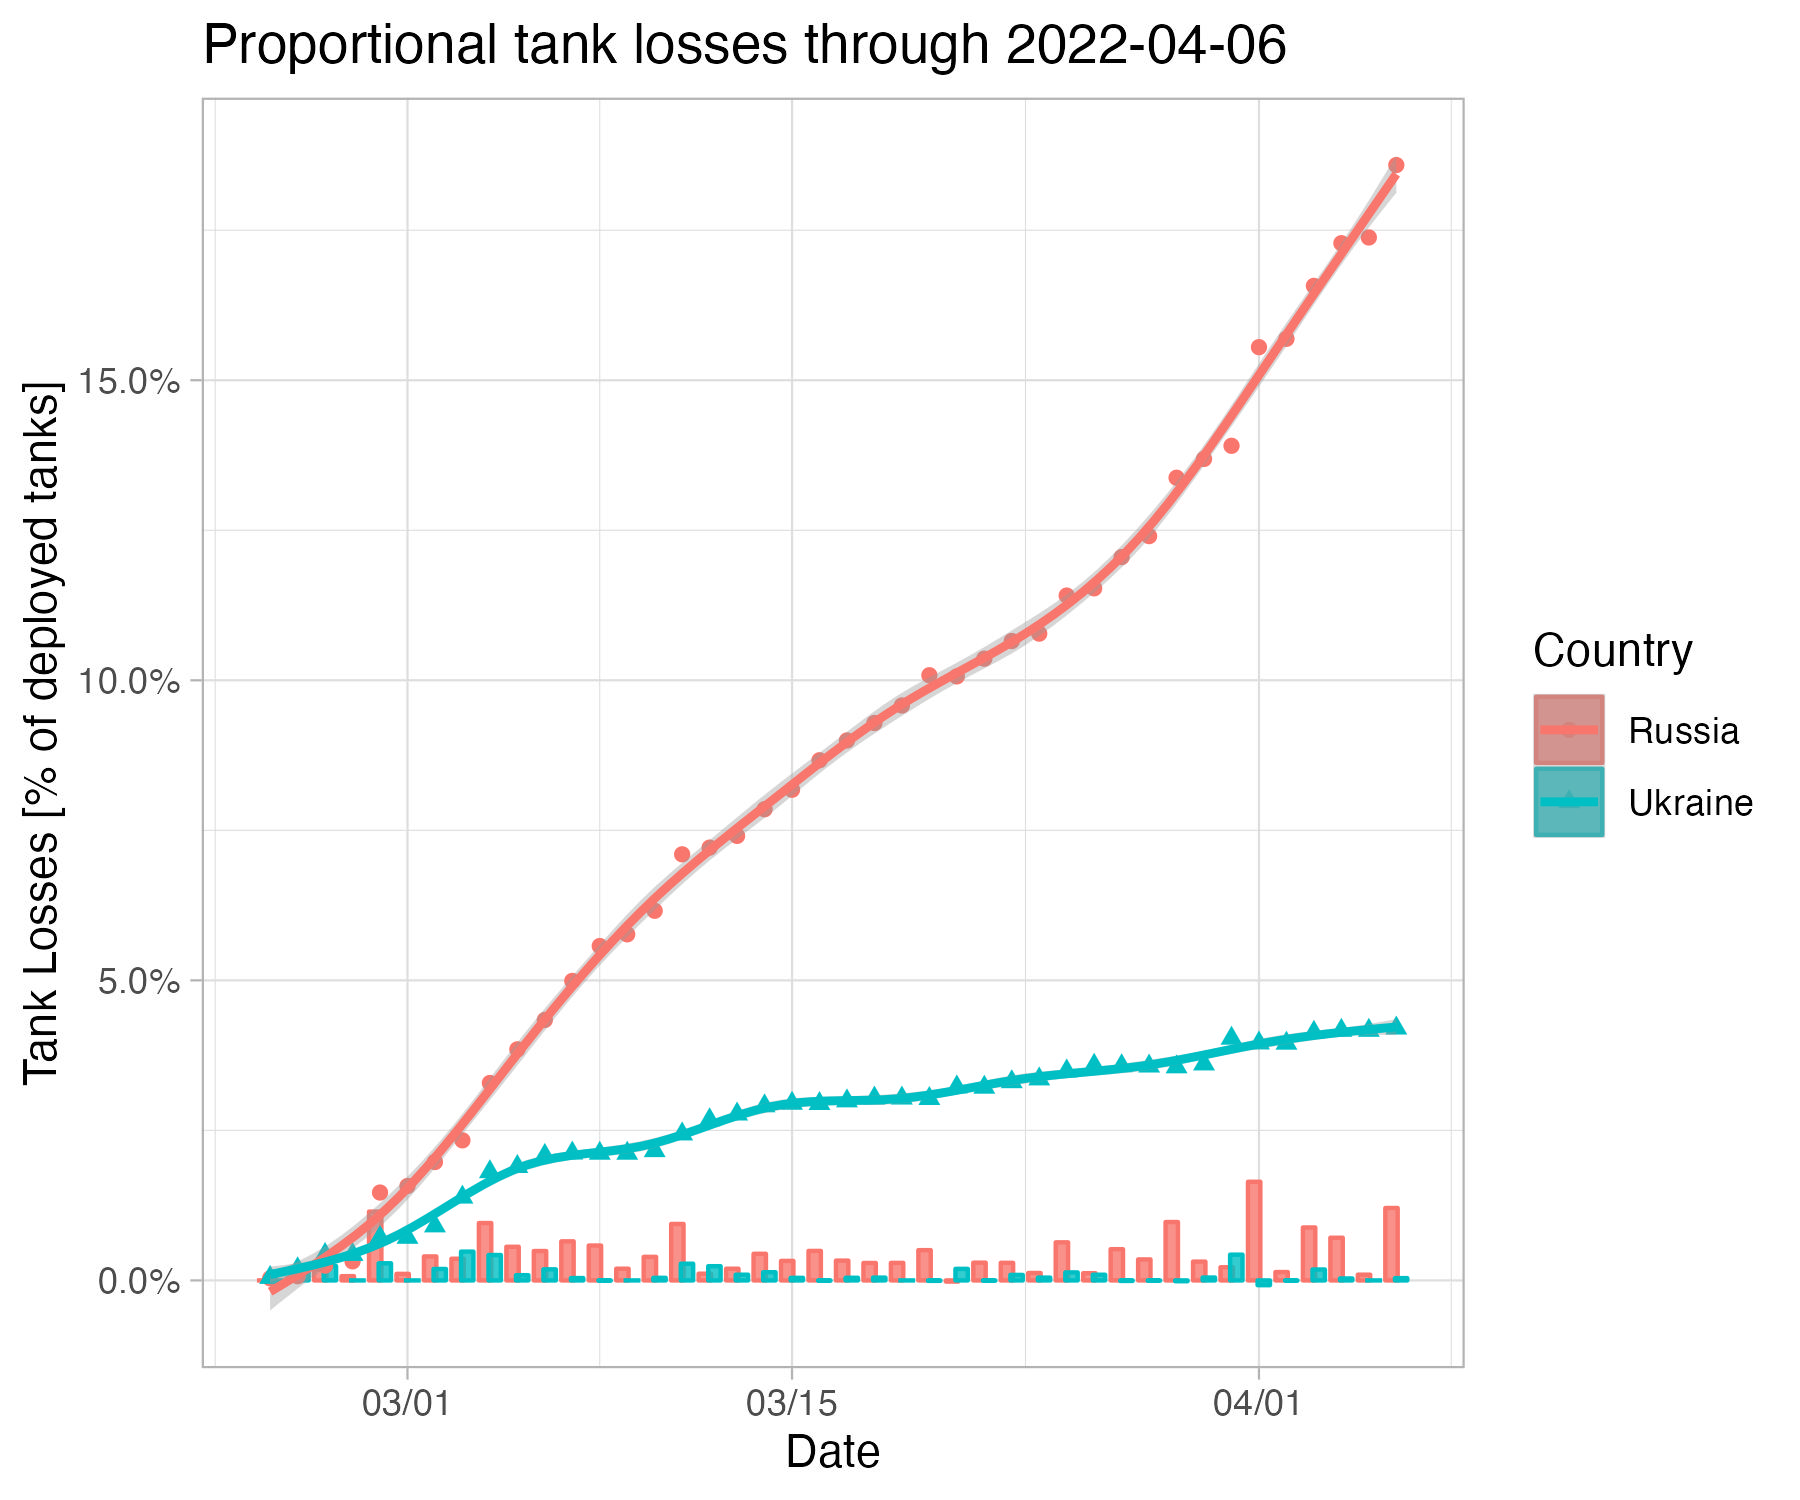 Proportional tank losses through 2022-04-06
Tank Losses [% of deployed tanks]
15.0%
10.0%
5.0%
0.0%
03/01
03/15
04/01
Date
Country
Russia
Ukraine